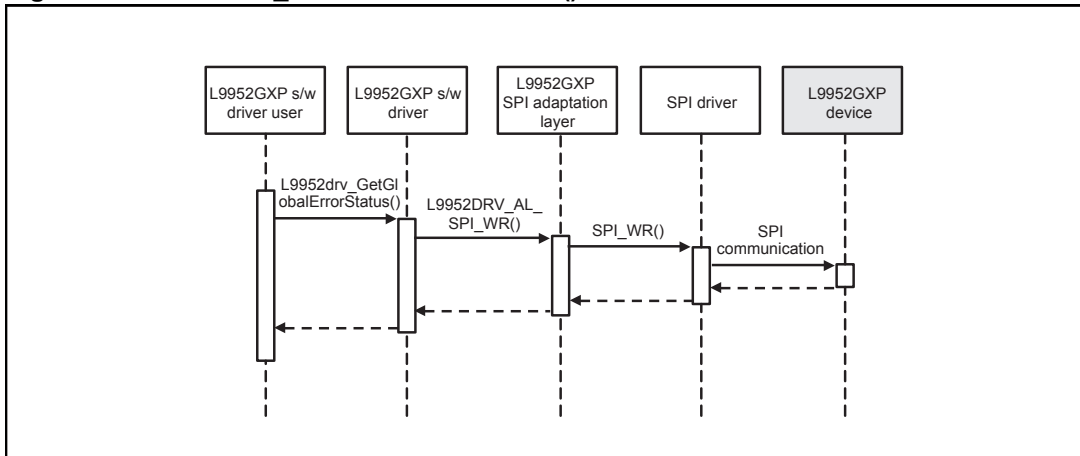 L9952GXP s/w
driver user
L9952GXP s/w
driver
L9952GXP
SPI adaptation
layer
SPI driver
L9952GXP
device
L9952drv_GetGl
obalErrorStatus()
L9952DRV_AL_
SPI_WR()
SPI_WR()
SPI
communication